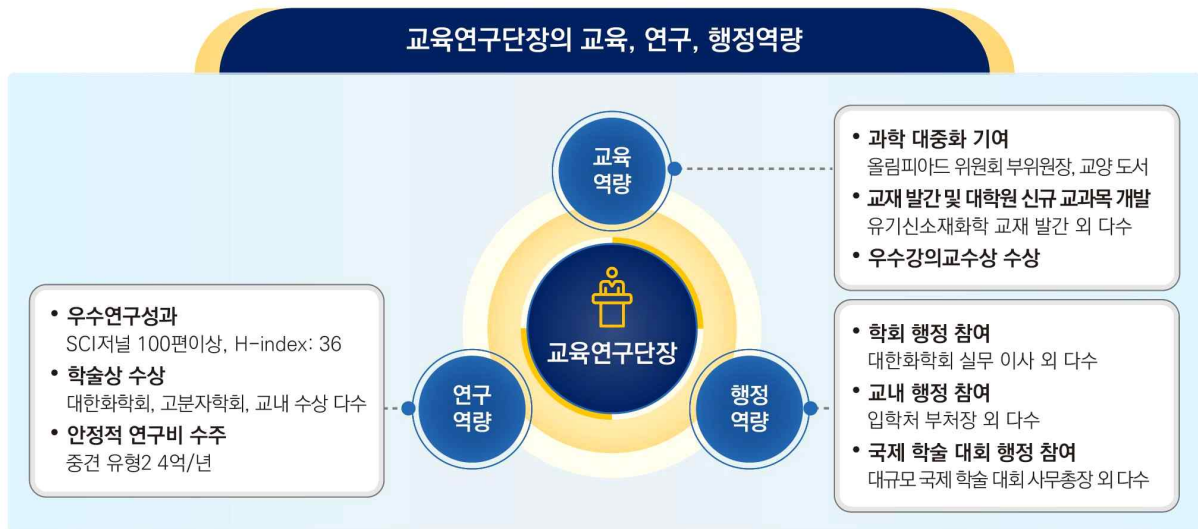 교육연구단장의 교육, 연구, 행정역량
교육
역량
• 과학 대중화 기여
올림피아드 위원회 부위원장, 교양 도서
• 교재 발간 및 대학원 신규 교과목 개발
유기신소재화학 교재 발간 외 다수
• 우수강의교수상 수상
교육연구단장
• 우수연구성과
SCI저널 100편이상, H-index: 36
• 학술상 수상
대한화학회, 고분자학회, 교내 수상 다수
• 안정적 연구비 수주
중견 유형2 4억/년
연구
역량
행정
역량
• 학회 행정 참여
대한화학회 실무 이사 외 다수
• 교내 행정 참여
입학처 부처장 외 다수
• 국제 학술 대회 행정 참여
대규모 국제 학술 대회 사무총장 외 다수